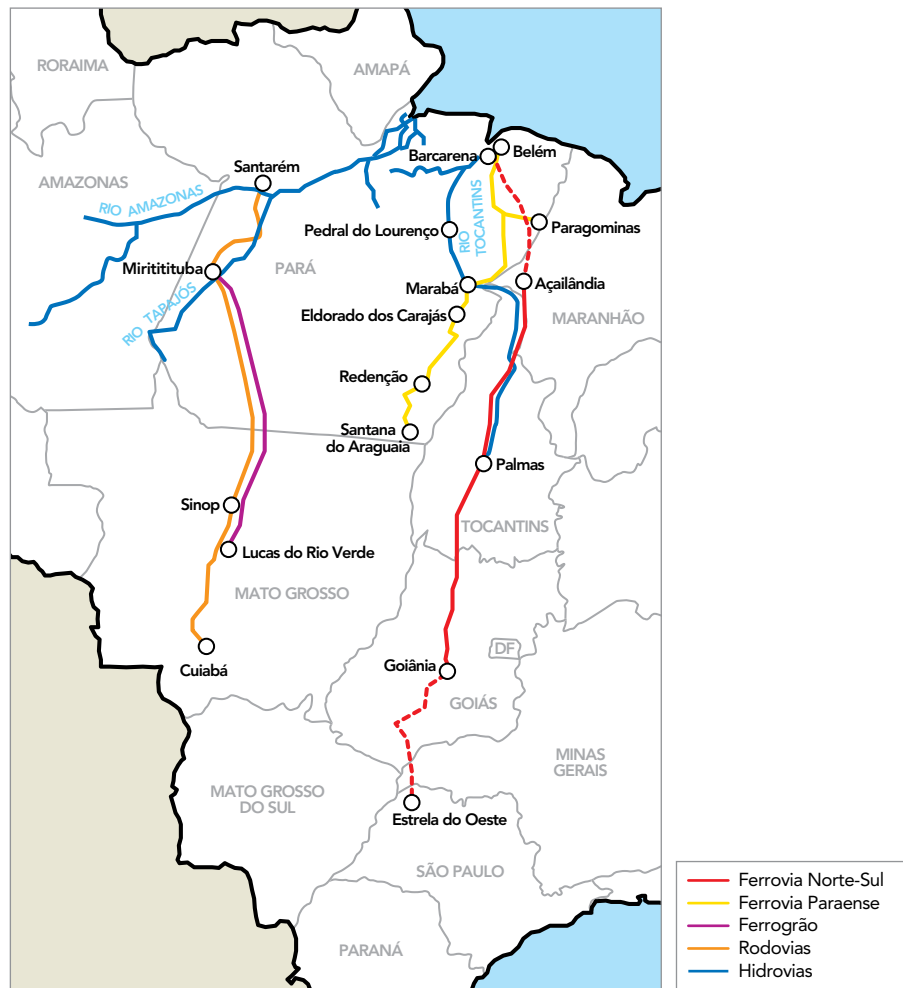 RORAIMA
AMAPÁ
Belém
Barcarena
Santarém
AMAZONAS
RIO AMAZONAS
RIO
TOCANTINS
Paragominas
Pedral do Lourenço
PARÁ
Mirititituba
Marabá
Açailândia
RIO TAPAJÓS
Eldorado dos Carajás
MARANHÃO
Redenção
Santana
do Araguaia
Palmas
Sinop
TOCANTINS
Lucas do Rio Verde
MATO GROSSO
DF
Cuiabá
Goiânia
GOIÁS
MINAS
GERAIS
MATO GROSSO
DO SUL
Estrela do Oeste
SÃO PAULO
PARANÁ
Ferrovia Norte-Sul
Ferrovia Paraense
Ferrogrão
Rodovias
Hidrovias